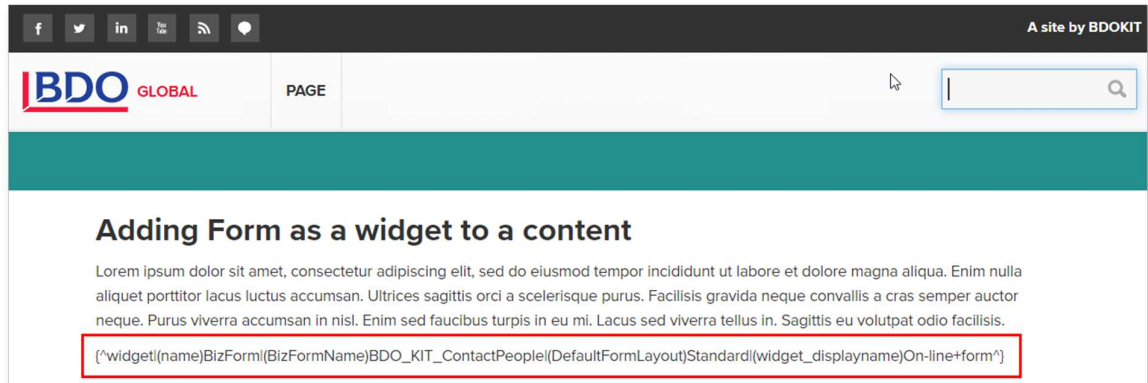 f in You Tube A site by BDOKIT
BDO GLOBAL PAGE
Adding Form as a widget to a content
Lorem ipsum dolor sit amet, consectetur adipiscing elit, sed do eiusmod tempor incididunt ut labore et dolore magna aliqua. Enim nulla
aliquet porttitor lacus luctus accumsan. Ultrices sagittis orci a scelerisque purus. Facilisis gravida neque convallis a cras semper auctor
neque. Purus viverra accumsan in nisl. Enim sed faucibus turpis in eu mi. Lacus sed viverra tellus in. Sagittis eu volutpat odio facilisis.
{^widget|(name)BizForm|(BizFormName)BDO_KIT_ContactPeople|(DefaultFormLayout)Standard|(widget_displayname)On-line+form^}